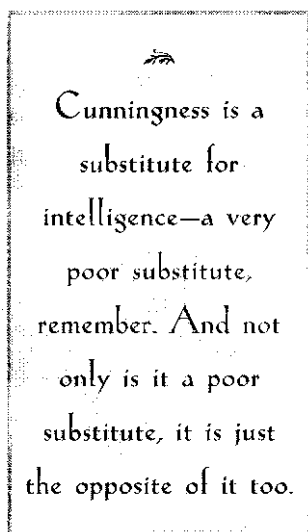 Cunningness is a
substitute for
intelligence—a very
poor substitute,
remember. And not
only is it a poor
substitute, it is just
the opposite of it too.